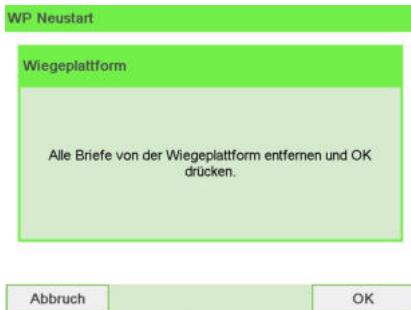 WP Neustart
Wiegeplattform
Alle Briefe von der Wiegeplattform entfernen und OK
drücken.
Abbruch
OK